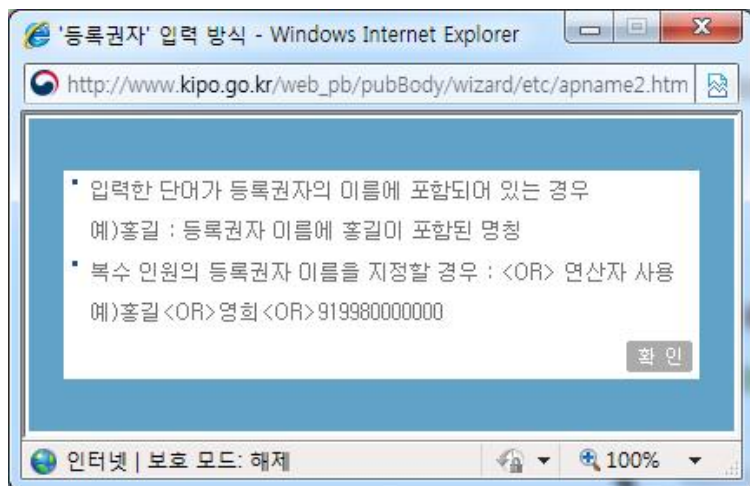 '등록권자' 입력 방식 - Windows Internet Explorer
http://www.kipo.go.kr/web_pb/pubBody/wizard/etc/apname2.htm
입력한 단어가 등록권자의 이름에 포함되어 있는 경우
예)홍길 : 등록권자 이름에 홍길이 포함된 명칭
복수 인원의 등록권자 이름을 지정할 경우 : <OR> 연산자 사용
예)홍길<OR>영희<OR>919980000000
확 인
인터넷 | 보호 모드: 해제 100%